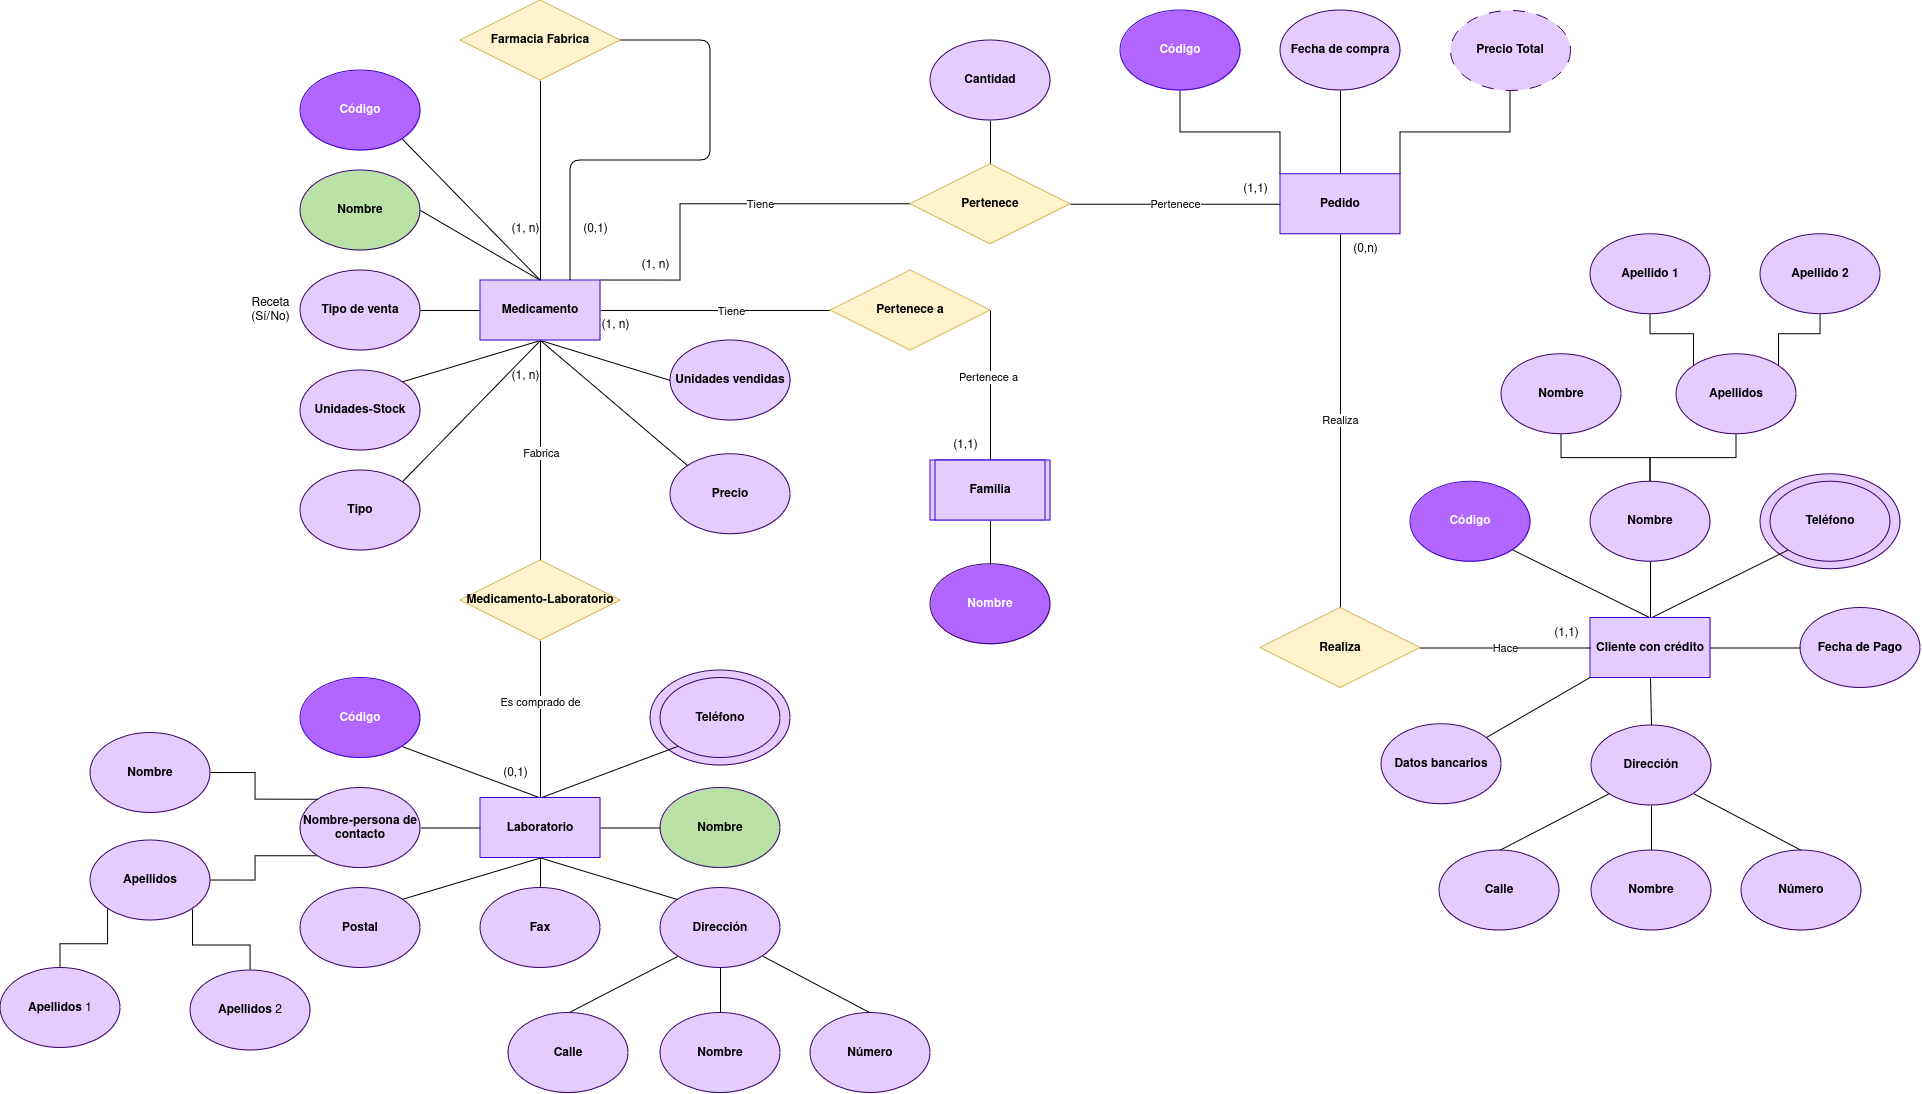 Farmacia Fabrica
Código
Nombre
Receta
(Sí/No)
Tipo de venta
Unidades-Stock
Tipo
(1, n)
(0,1)
(1, n)
Medicamento
(1, n)
(1, n)
Unidades vendidas
Precio
Tiene
Cantidad
Pertenece
Pertenece
(1,1)
Código
Fecha de compra
Precio Total
Pedido
(0,n)
Tiene
Pertenece a
Pertenece a
(1,1)
Familia
Nombre
Realiza
Realiza
Hace
(1,1)
Apellido 1
Apellido 2
Nombre
Apellidos
Código
Nombre
Teléfono
Cliente con crédito
Fecha de Pago
Datos bancarios
Dirección
Calle
Nombre
Número
Fabrica
Medicamento-Laboratorio
Es comprado de
(0,1)
Código
Teléfono
Nombre
Nombre-persona de
contacto
Laboratorio
Nombre
Apellidos
Apellidos 1
Apellidos 2
Postal
Fax
Dirección
Calle
Nombre
Número